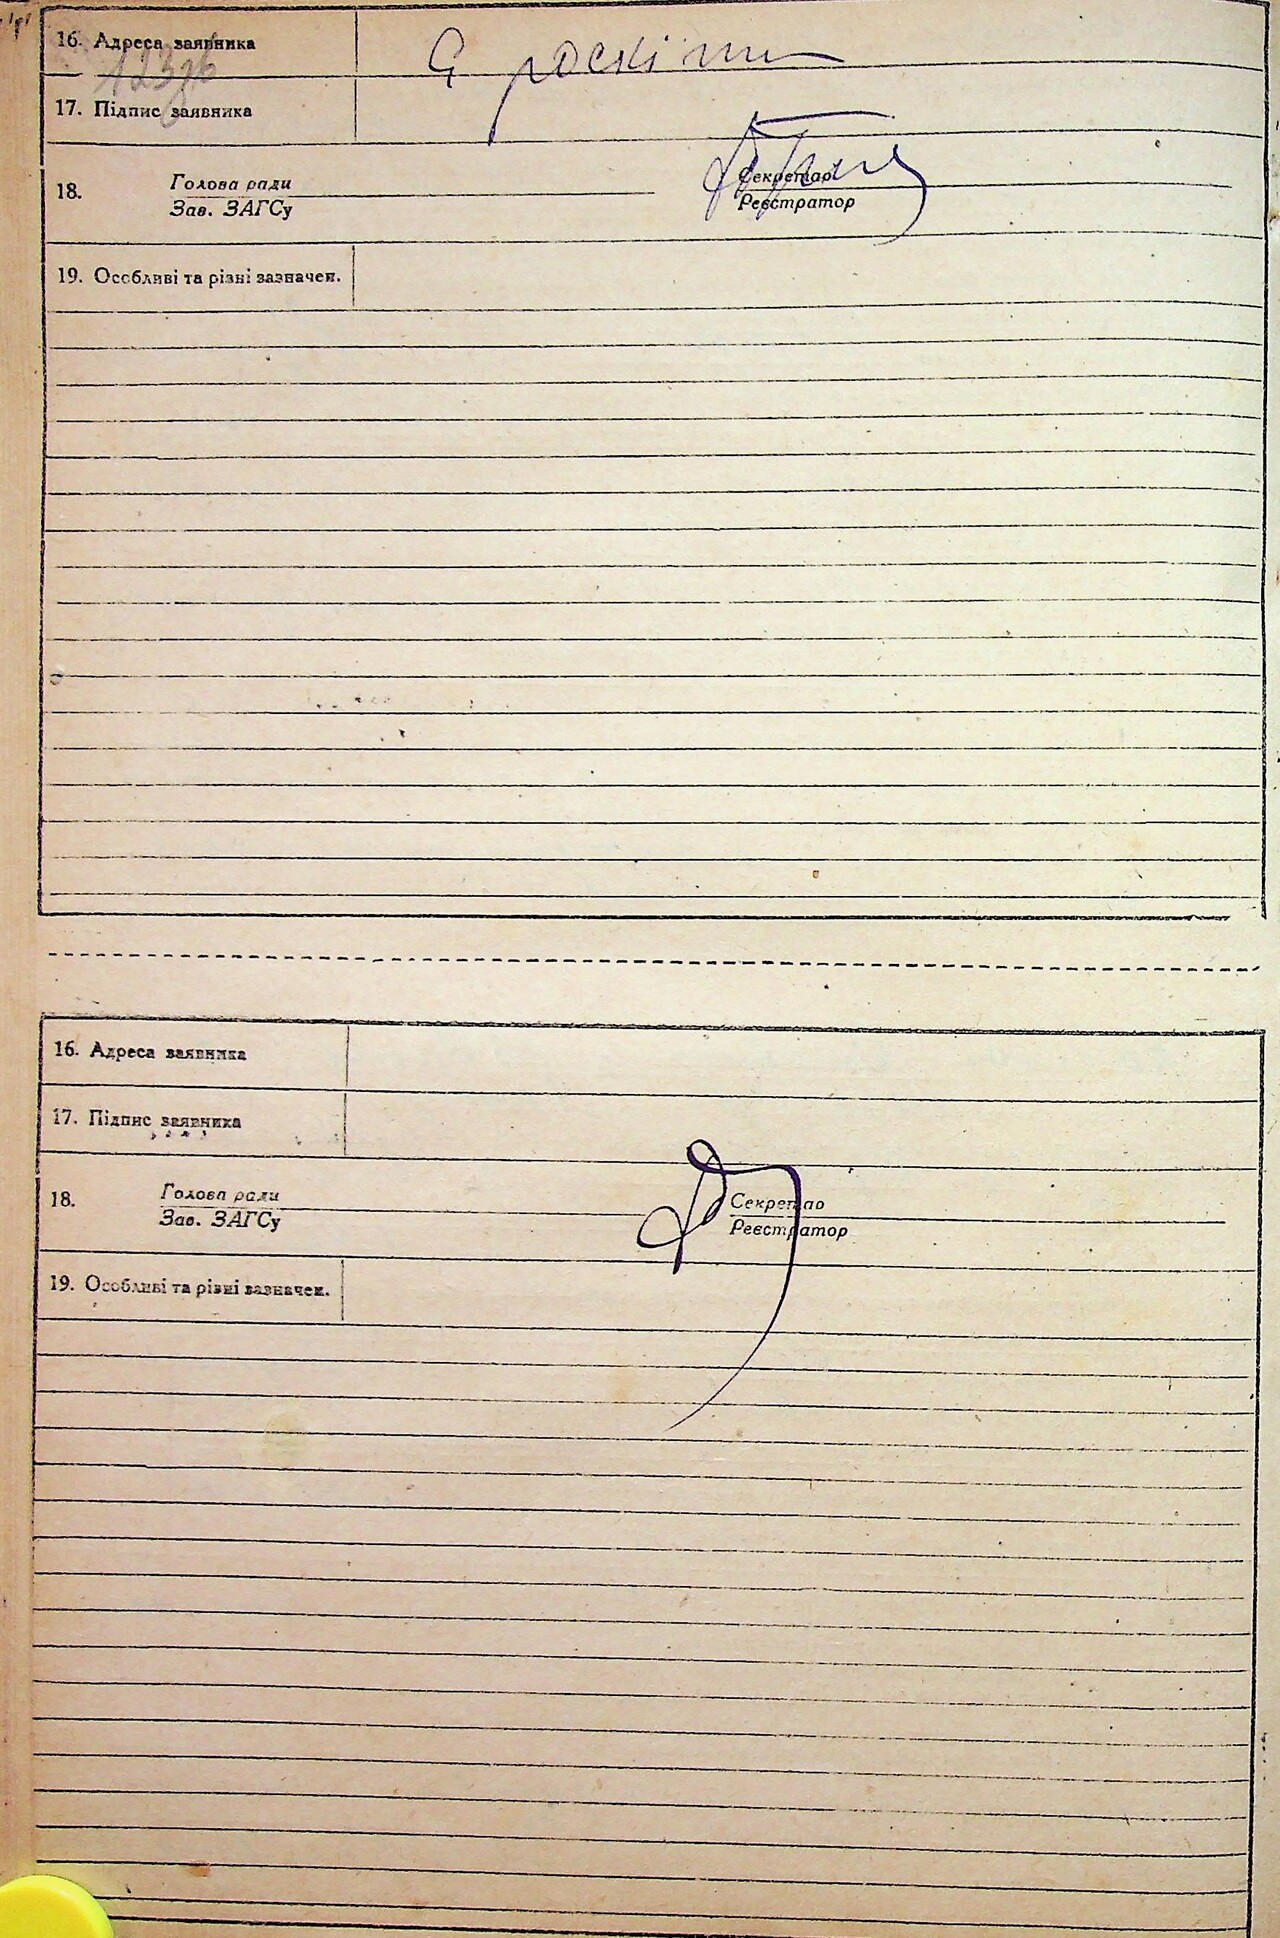 16. Адреса заявника
123зв
17. Підпис заявника
18. Голова ради Секретар
Зав. ЗАГСу Реєстратор
19. Особливі та різні зазначен.
16. Адреса заявника
17. Підпис заявника
18. Голова ради Секретар
Зав. ЗАГСу Реєстратор
19. Особливі та різні зазначен.